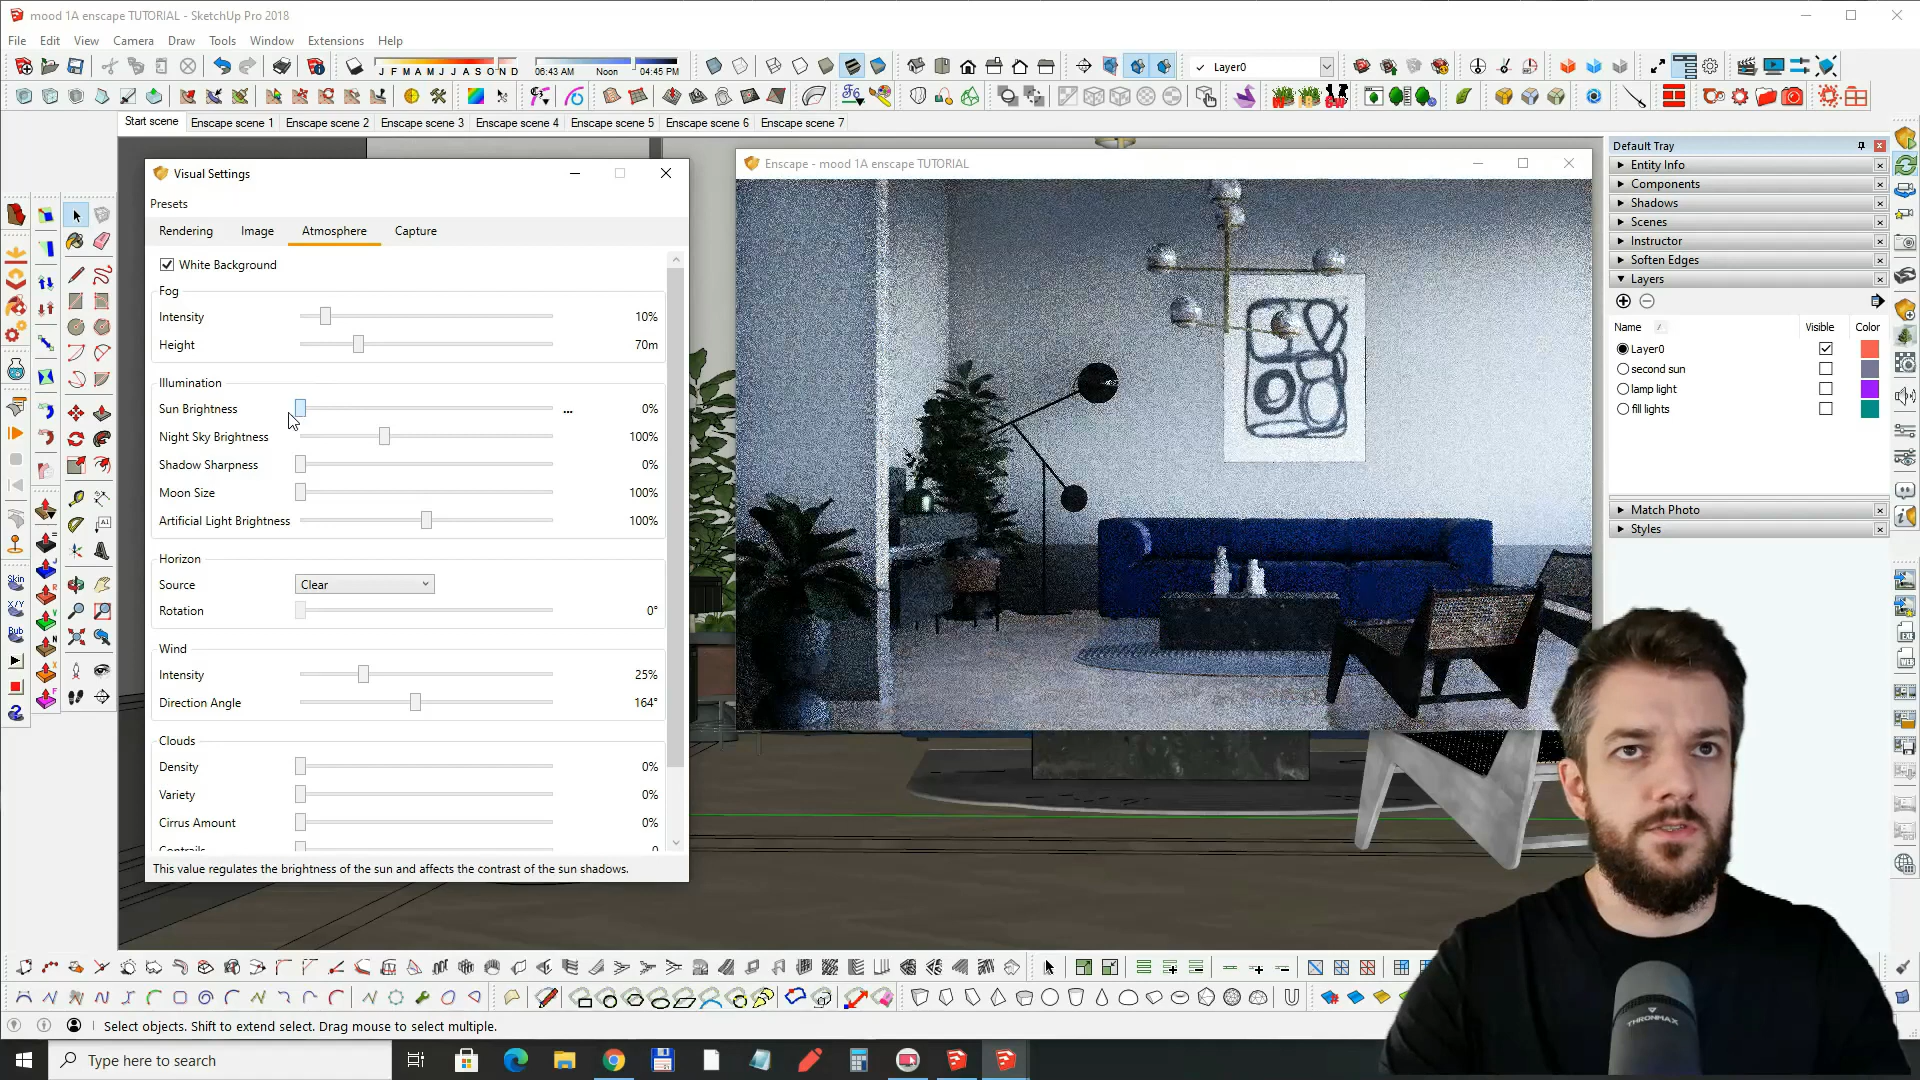 mood 1A enscape TUTORIAL - SketchUp Pro 2018
File Edit View Camera Draw Tools Window Extensions Help
J F M A M J J A S O N D 06:43 AM Noon 04:45 PM
Layer0
Start scene Enscape scene 1 Enscape scene 2 Enscape scene 3 Enscape scene 4 Enscape scene 5 Enscape scene 6 Enscape scene 7
Visual Settings
Presets
Rendering Image Atmosphere Capture
White Background
Fog
Intensity 10%
Height 70m
Illumination
Sun Brightness ... 0%
Night Sky Brightness 100%
Shadow Sharpness 0%
Moon Size 100%
Artificial Light Brightness 100%
Horizon
Source Clear
Rotation 0°
Wind
Intensity 25%
Direction Angle 164°
Clouds
Density 0%
Variety 0%
Cirrus Amount 0%
Contrails 0
This value regulates the brightness of the sun and affects the contrast of the sun shadows.
Enscape - mood 1A enscape TUTORIAL
Default Tray
Entity Info
Components
Shadows
Scenes
Instructor
Soften Edges
Layers
Name Visible Color
Layer0
second sun
lamp light
fill lights
Match Photo
Styles
Skin
X/Y
Bub
Select objects. Shift to extend select. Drag mouse to select multiple.
THRONMAX
Type here to search